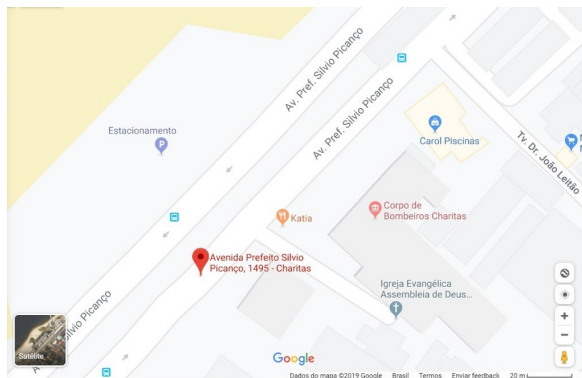 Av. Pref. Silvio Picanço
Av. Pref. Silvio Picanço
Estacionamento
P
Carol Piscinas
Tv. Dr. João Leitão
Katia
Corpo de
Bombeiros Charitas
Avenida Prefeito Silvio
Picanço, 1495 - Charitas
Igreja Evangélica
Assembleia de Deus...
Silvio Picanço
Satélite
Google
Dados do mapa ©2019 Google Brasil Termos Enviar feedback 20 m